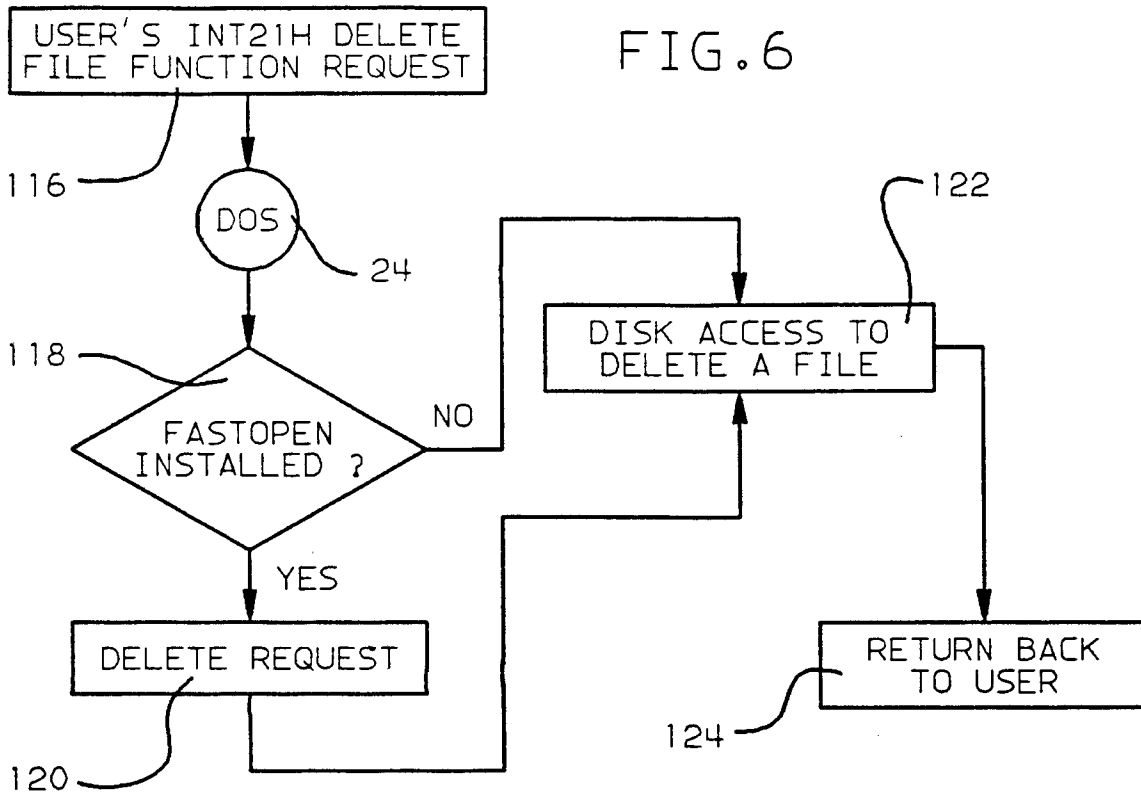 USER'S INT21H DELETE
FILE FUNCTION REQUEST
FIG.6
116
DOS
24
122
118
DISK ACCESS TO
DELETE A FILE
NO
FASTOPEN
INSTALLED ?
YES
DELETE REQUEST
RETURN BACK
TO USER
124
120